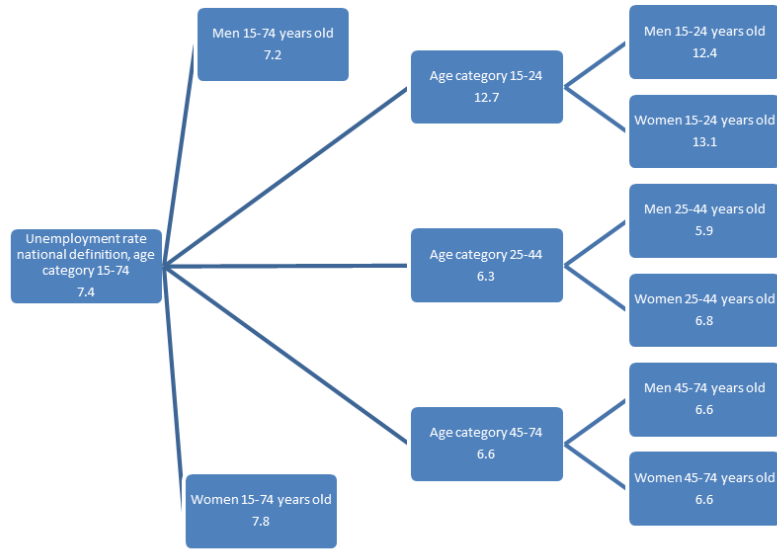 Men 15-74 years old
7.2
Age category 15-24
12.7
Men 15-24 years old
12.4
Women 15-24 years old
13.1
Unemployment rate
national definition, age
category 15-74
7.4
Age category 25-44
6.3
Men 25-44 years old
5.9
Women 25-44 years old
6.8
Age category 45-74
6.6
Men 45-74 years old
6.6
Women 45-74 years old
6.6
Women 15-74 years old
7.8